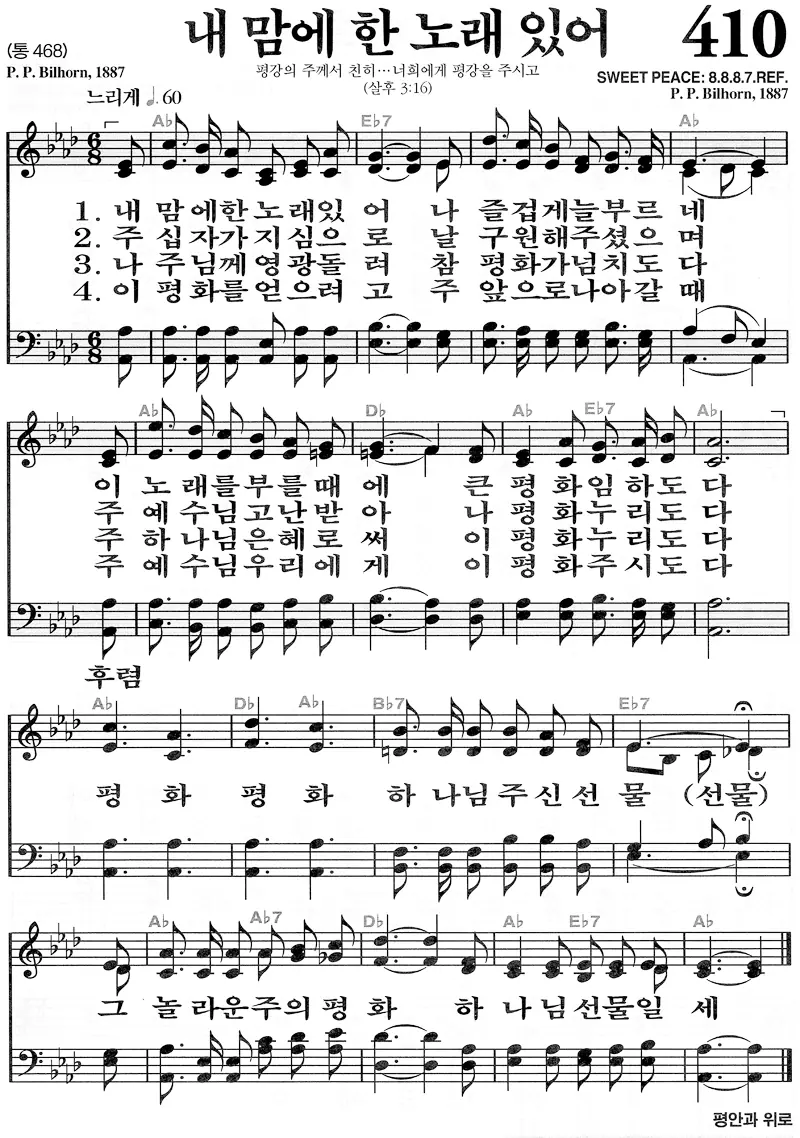 내 맘에 한 노래 있어 410
(통 468)
P. P. Bilhorn, 1887
평강의 주께서 친히…너희에게 평강을 주시고
(살후 3:16)
SWEET PEACE: 8.8.8.7.REF.
P. P. Bilhorn, 1887
느리게 ♩. 60
A♭ E♭7 A♭
6/8
1. 내 맘에한노래있 어 나 즐겁게늘부르 네
2. 주 십자가지심으 로 날 구원해주셨으 며
3. 나 주님께영광돌 려 참 평화가넘치도 다
4. 이 평화를얻으려 고 주 앞으로나아갈 때
6/8
A♭ D♭ A♭ E♭7 A♭
이 노래를부를때 에 큰 평화임하도 다
주 예수님고난받 아 나 평화누리도 다
주 하나님은혜로 써 이 평화누리도 다
주 예수님우리에 게 이 평화주시도 다
후렴
A♭ D♭ A♭ B♭7 E♭7
평 화 평 화 하나님주신선 물 (선물)
A♭ A♭7 D♭ A♭ E♭7 A♭
그 놀라운주의평 화 하나님선물일 세
평안과 위로